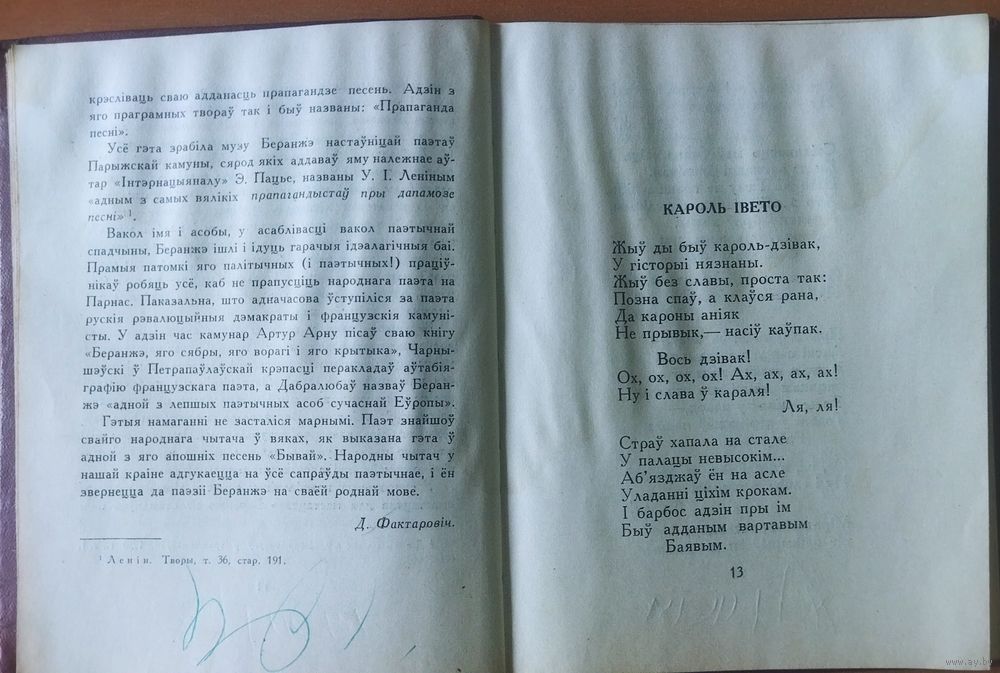 крэсліваць сваю адданасць прапагандзе песень. Адзін з
яго праграмных твораў так і быў названы: «Прапаганда
песні».
Усё гэта зрабіла музу Беранжэ настаўніцай паэтаў
Парыжскай камуны, сярод якіх аддаваў яму належнае аў-
тар «Інтэрнацыяналу» Э. Пацье, названы У. І. Леніным
«адным з самых вялікіх прапагандыстаў пры дапамозе
песні» ¹.
Вакол імя і асобы, у асаблівасці вакол паэтычнай
спадчыны, Беранжэ ішлі і ідуць гарачыя ідэалагічныя баі.
Прамыя патомкі яго палітычных (і паэтычных!) праціў-
нікаў робяць усё, каб не прапусціць народнага паэта на
Парнас. Паказальна, што адначасова ўступіліся за паэта
рускія рэвалюцыйныя дэмакраты і французскія камуні-
сты. У адзін час камунар Артур Арну пісаў сваю кнігу
«Беранжэ, яго сябры, яго ворагі і яго крытыка», Чарны-
шэўскі ў Петрапаўлаўскай крэпасці перакладаў аўтабія-
графію французскага паэта, а Дабралюбаў назваў Беран-
жэ «адной з лепшых паэтычных асоб сучаснай Еўропы».
Гэтыя намаганні не засталіся марнымі. Паэт знайшоў
свайго народнага чытача ў вяках, як выказана гэта ў
адной з яго апошніх песень «Бывай». Народны чытач у
нашай краіне адгукаецца на ўсё сапраўды паэтычнае, і ён
звернецца да паэзіі Беранжэ на сваёй роднай мове.
Д. Фактаровіч.
¹ Ленін. Творы, т. 36, стар. 191.
КАРОЛЬ ІВЕТО
Жыў ды быў кароль-дзівак,
У гісторыі нязнаны.
Жыў без славы, проста так:
Позна спаў, а клаўся рана,
Да кароны аніяк
Не прывык,— насіў каўпак.
Вось дзівак!
Ох, ох, ох, ох! Ах, ах, ах, ах!
Ну і слава ў караля!
Ля, ля!
Страў хапала на стале
У палацы невысокім...
Аб'язджаў ён на асле
Уладанні ціхім крокам.
І барбос адзін пры ім
Быў адданым вартавым
Баявым.
13
www.ay.by